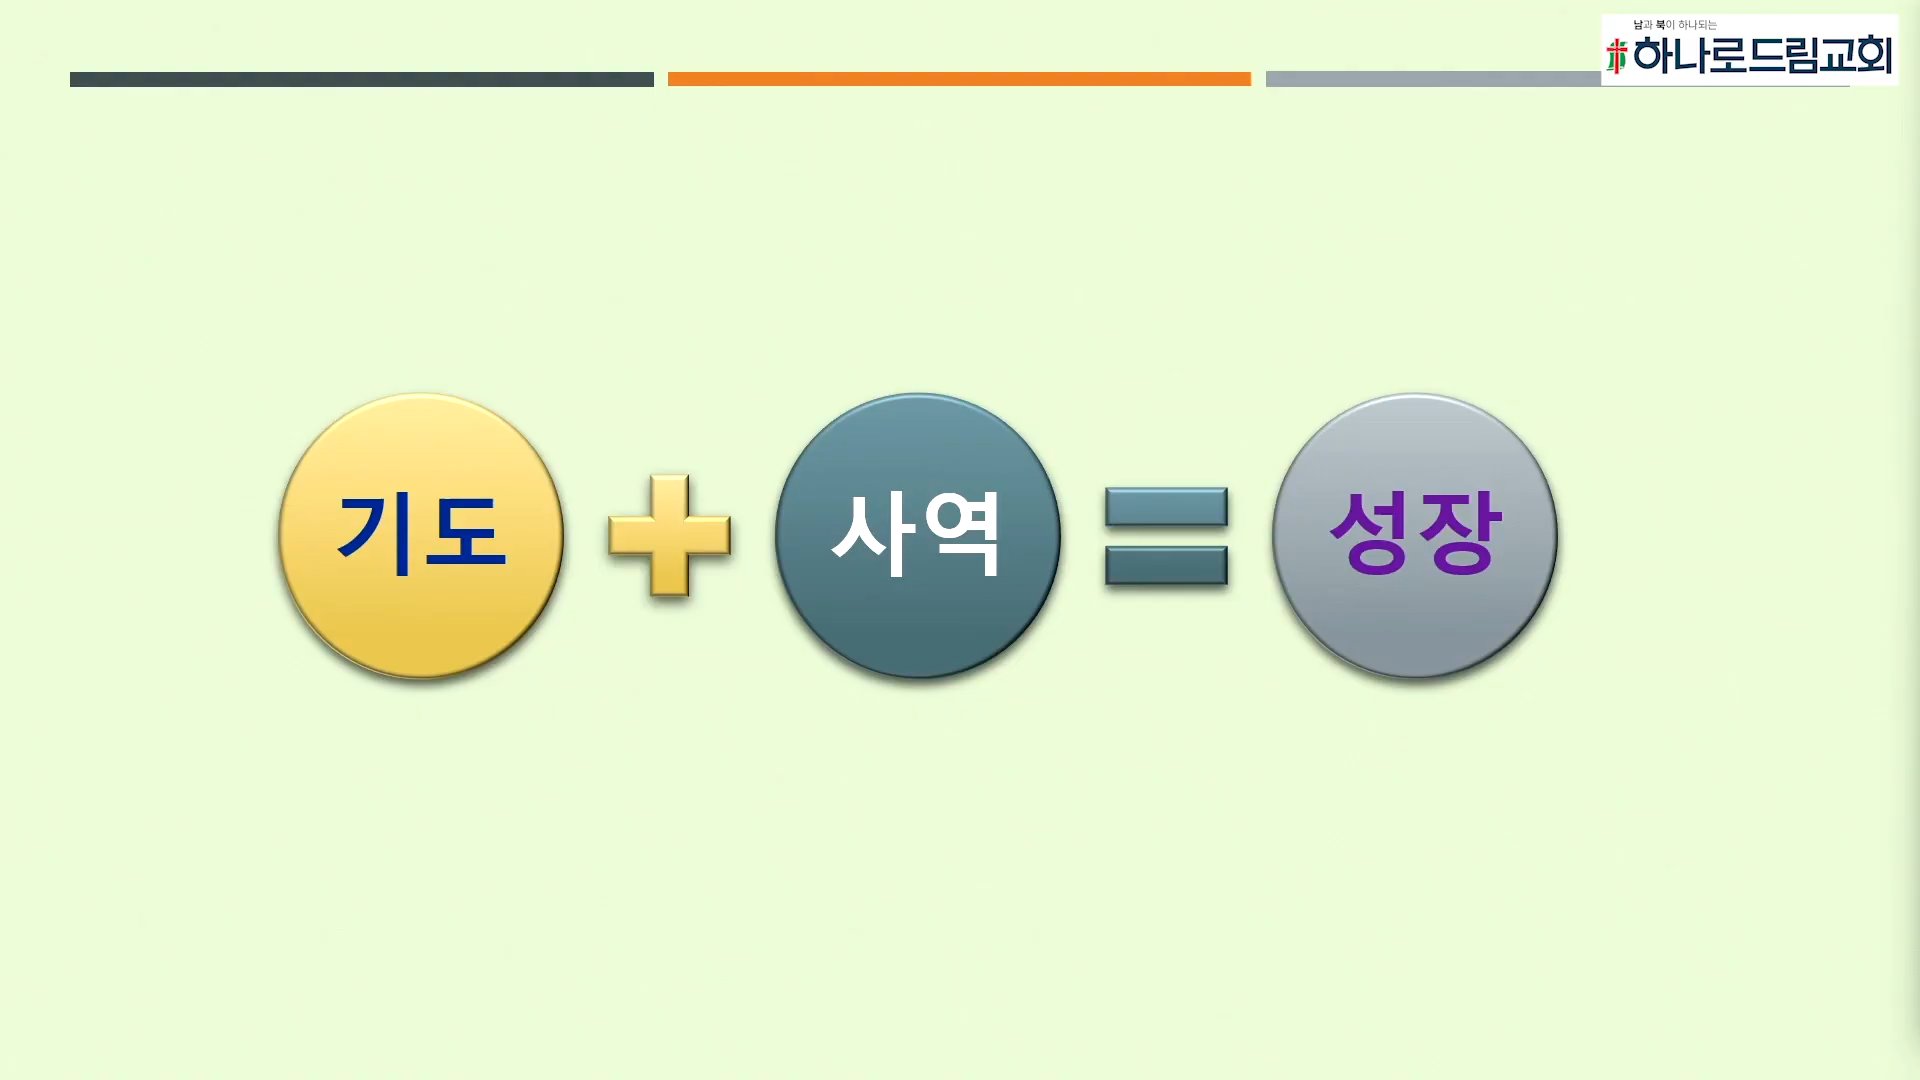 남과 북이 하나되는
하나로드림교회
기도 + 사역 = 성장